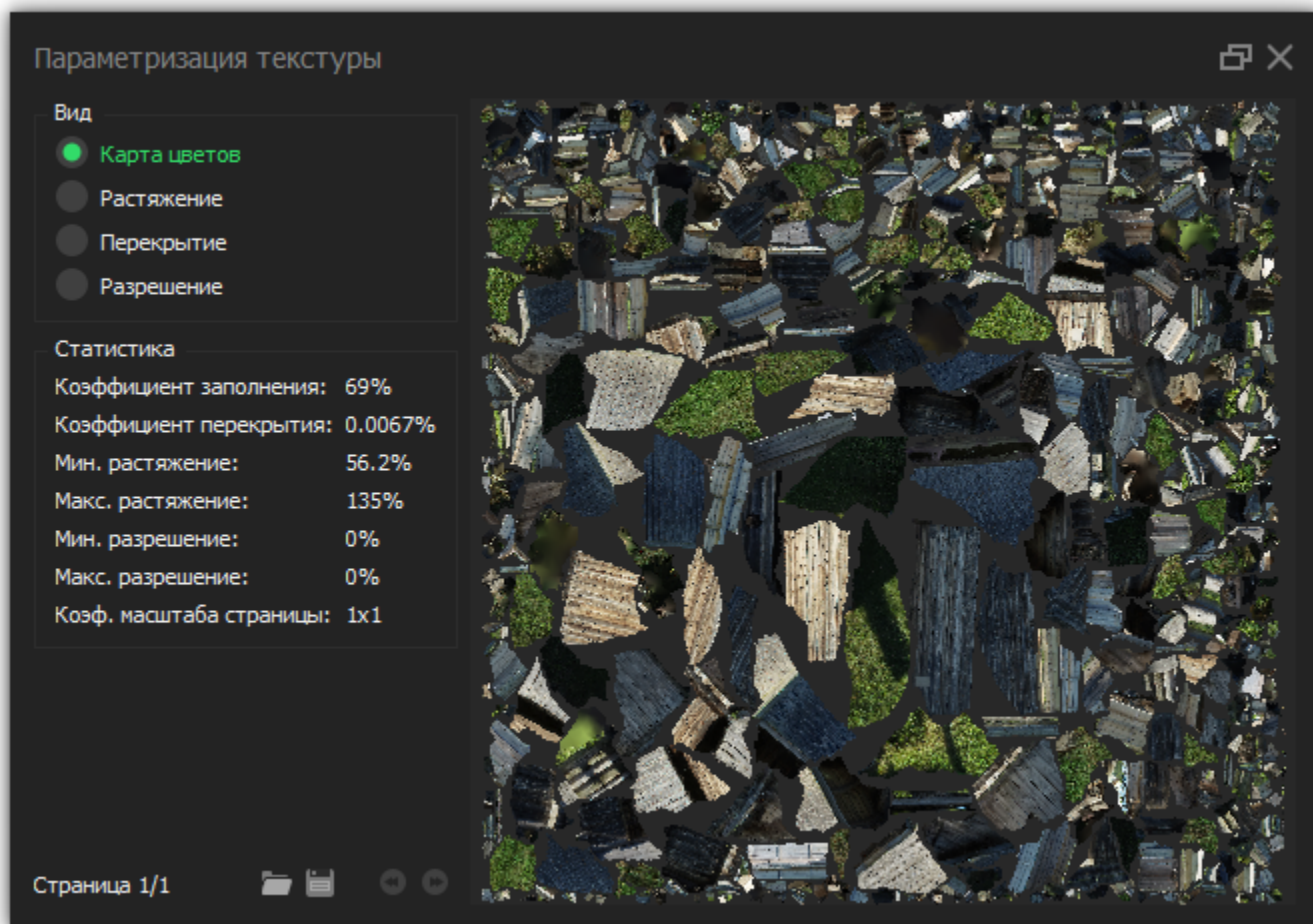 Параметризация текстуры
Вид
Карта цветов
Растяжение
Перекрытие
Разрешение
Статистика
Коэффициент заполнения: 69%
Коэффициент перекрытия: 0.0067%
Мин. растяжение: 56.2%
Макс. растяжение: 135%
Мин. разрешение: 0%
Макс. разрешение: 0%
Коэф. масштаба страницы: 1x1
Страница 1/1